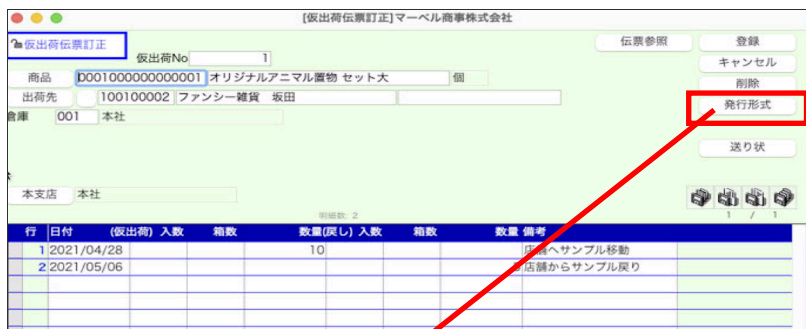 [仮出荷伝票訂正]マーベル商事株式会社
仮出荷伝票訂正
伝票参照
登録
仮出荷No
1
キャンセル
商品
0001000000000001
オリジナルアニマル置物 セット大
個
削除
出荷先
100100002
ファンシー雑貨 坂田
発行形式
倉庫
001
本社
送り状
本支店
本社
明細数: 2
1 / 1
行 日付 (仮出荷) 入数 箱数 数量(戻し) 入数 箱数 数量 備考
1 2021/04/28 10 店舗へサンプル移動
2 2021/05/06 店舗からサンプル戻り